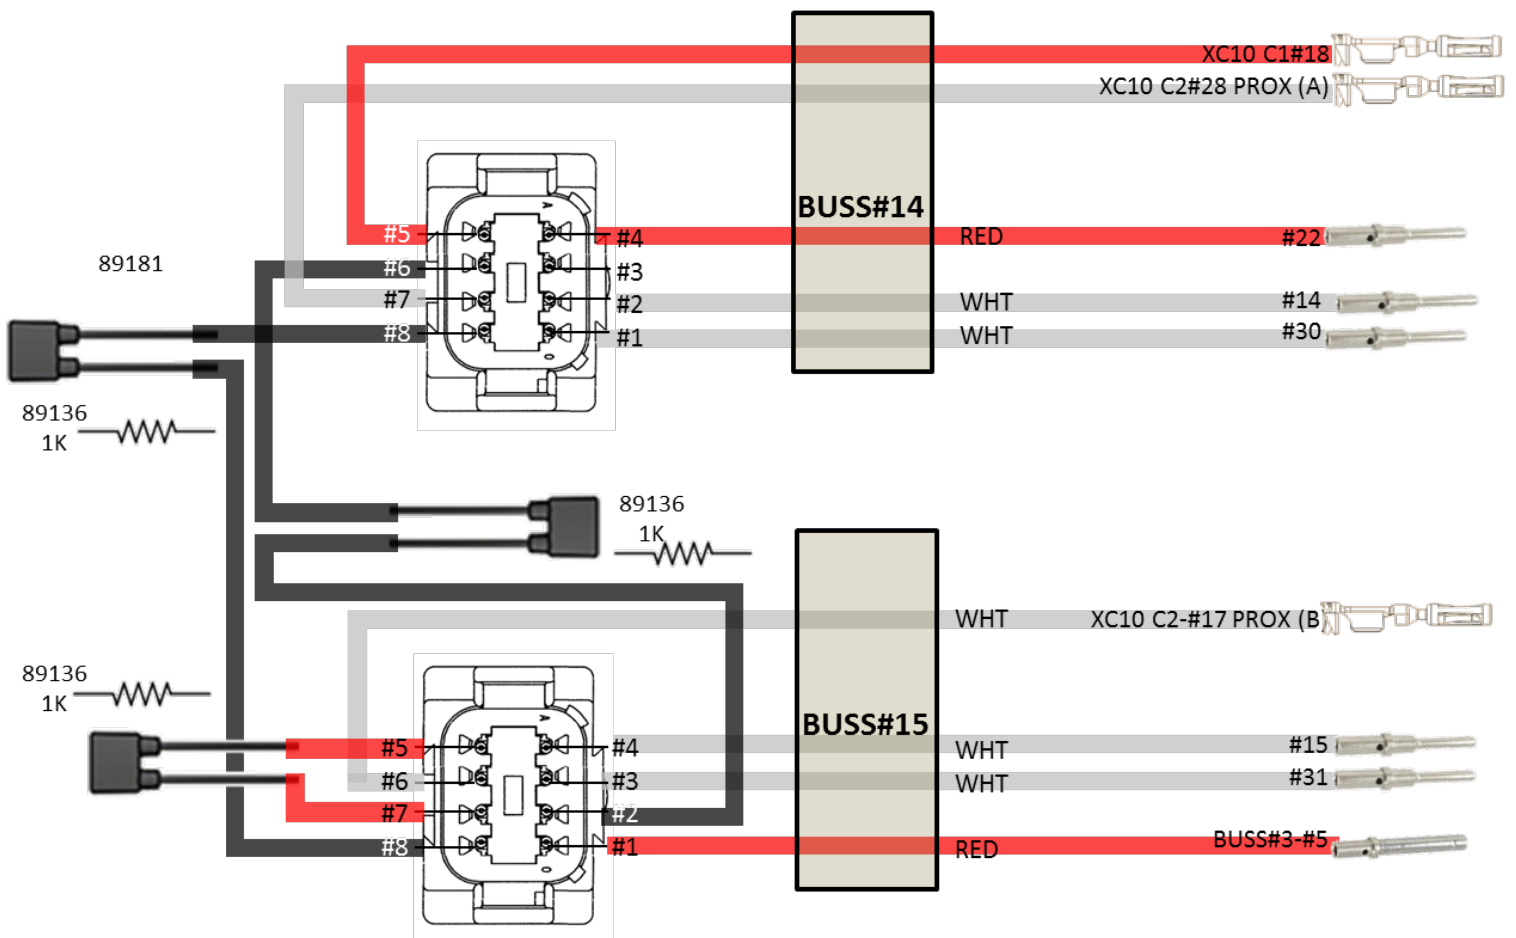 XC10 C1#18
XC10 C2#28 PROX (A)
BUSS#14
#5
#4
RED
#22
89181
#6
#3
#7
#2
WHT
#14
#8
#1
WHT
#30
89136
1K
89136
1K
WHT
XC10 C2-#17 PROX (B
89136
1K
BUSS#15
#5
#4
WHT
#15
#6
#3
WHT
#31
#7
#2
#8
#1
RED
BUSS#3-#5
A
O
A
O